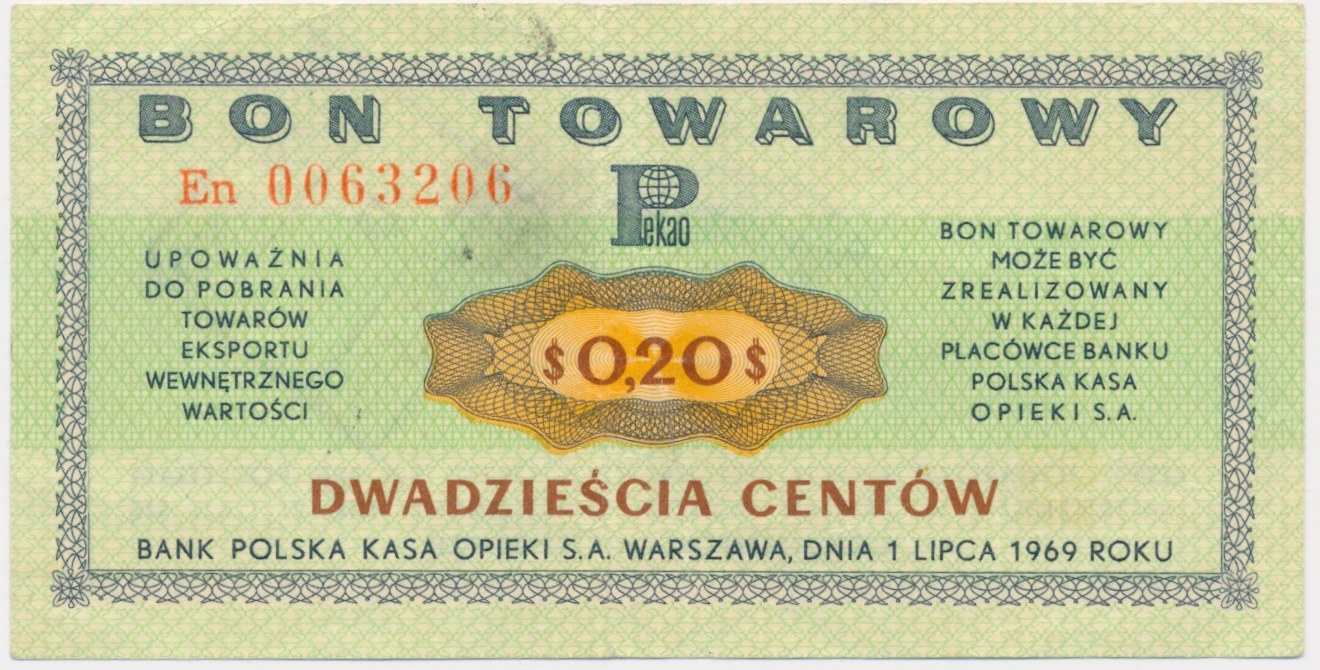 BON TOWAROWY
En 0063206
Pekao
UPOWAŻNIA
DO POBRANIA
TOWARÓW
EKSPORTU
WEWNĘTRZNEGO
WARTOŚCI
$0,20$
BON TOWAROWY
MOŻE BYĆ
ZREALIZOWANY
W KAŻDEJ
PLACÓWCE BANKU
POLSKA KASA
OPIEKI S.A.
DWADZIEŚCIA CENTÓW
BANK POLSKA KASA OPIEKI S.A. WARSZAWA, DNIA 1 LIPCA 1969 ROKU